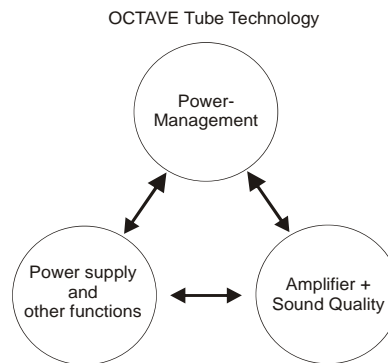 OCTAVE Tube Technology
Power-
Management
Power supply
and
other functions
Amplifier +
Sound Quality